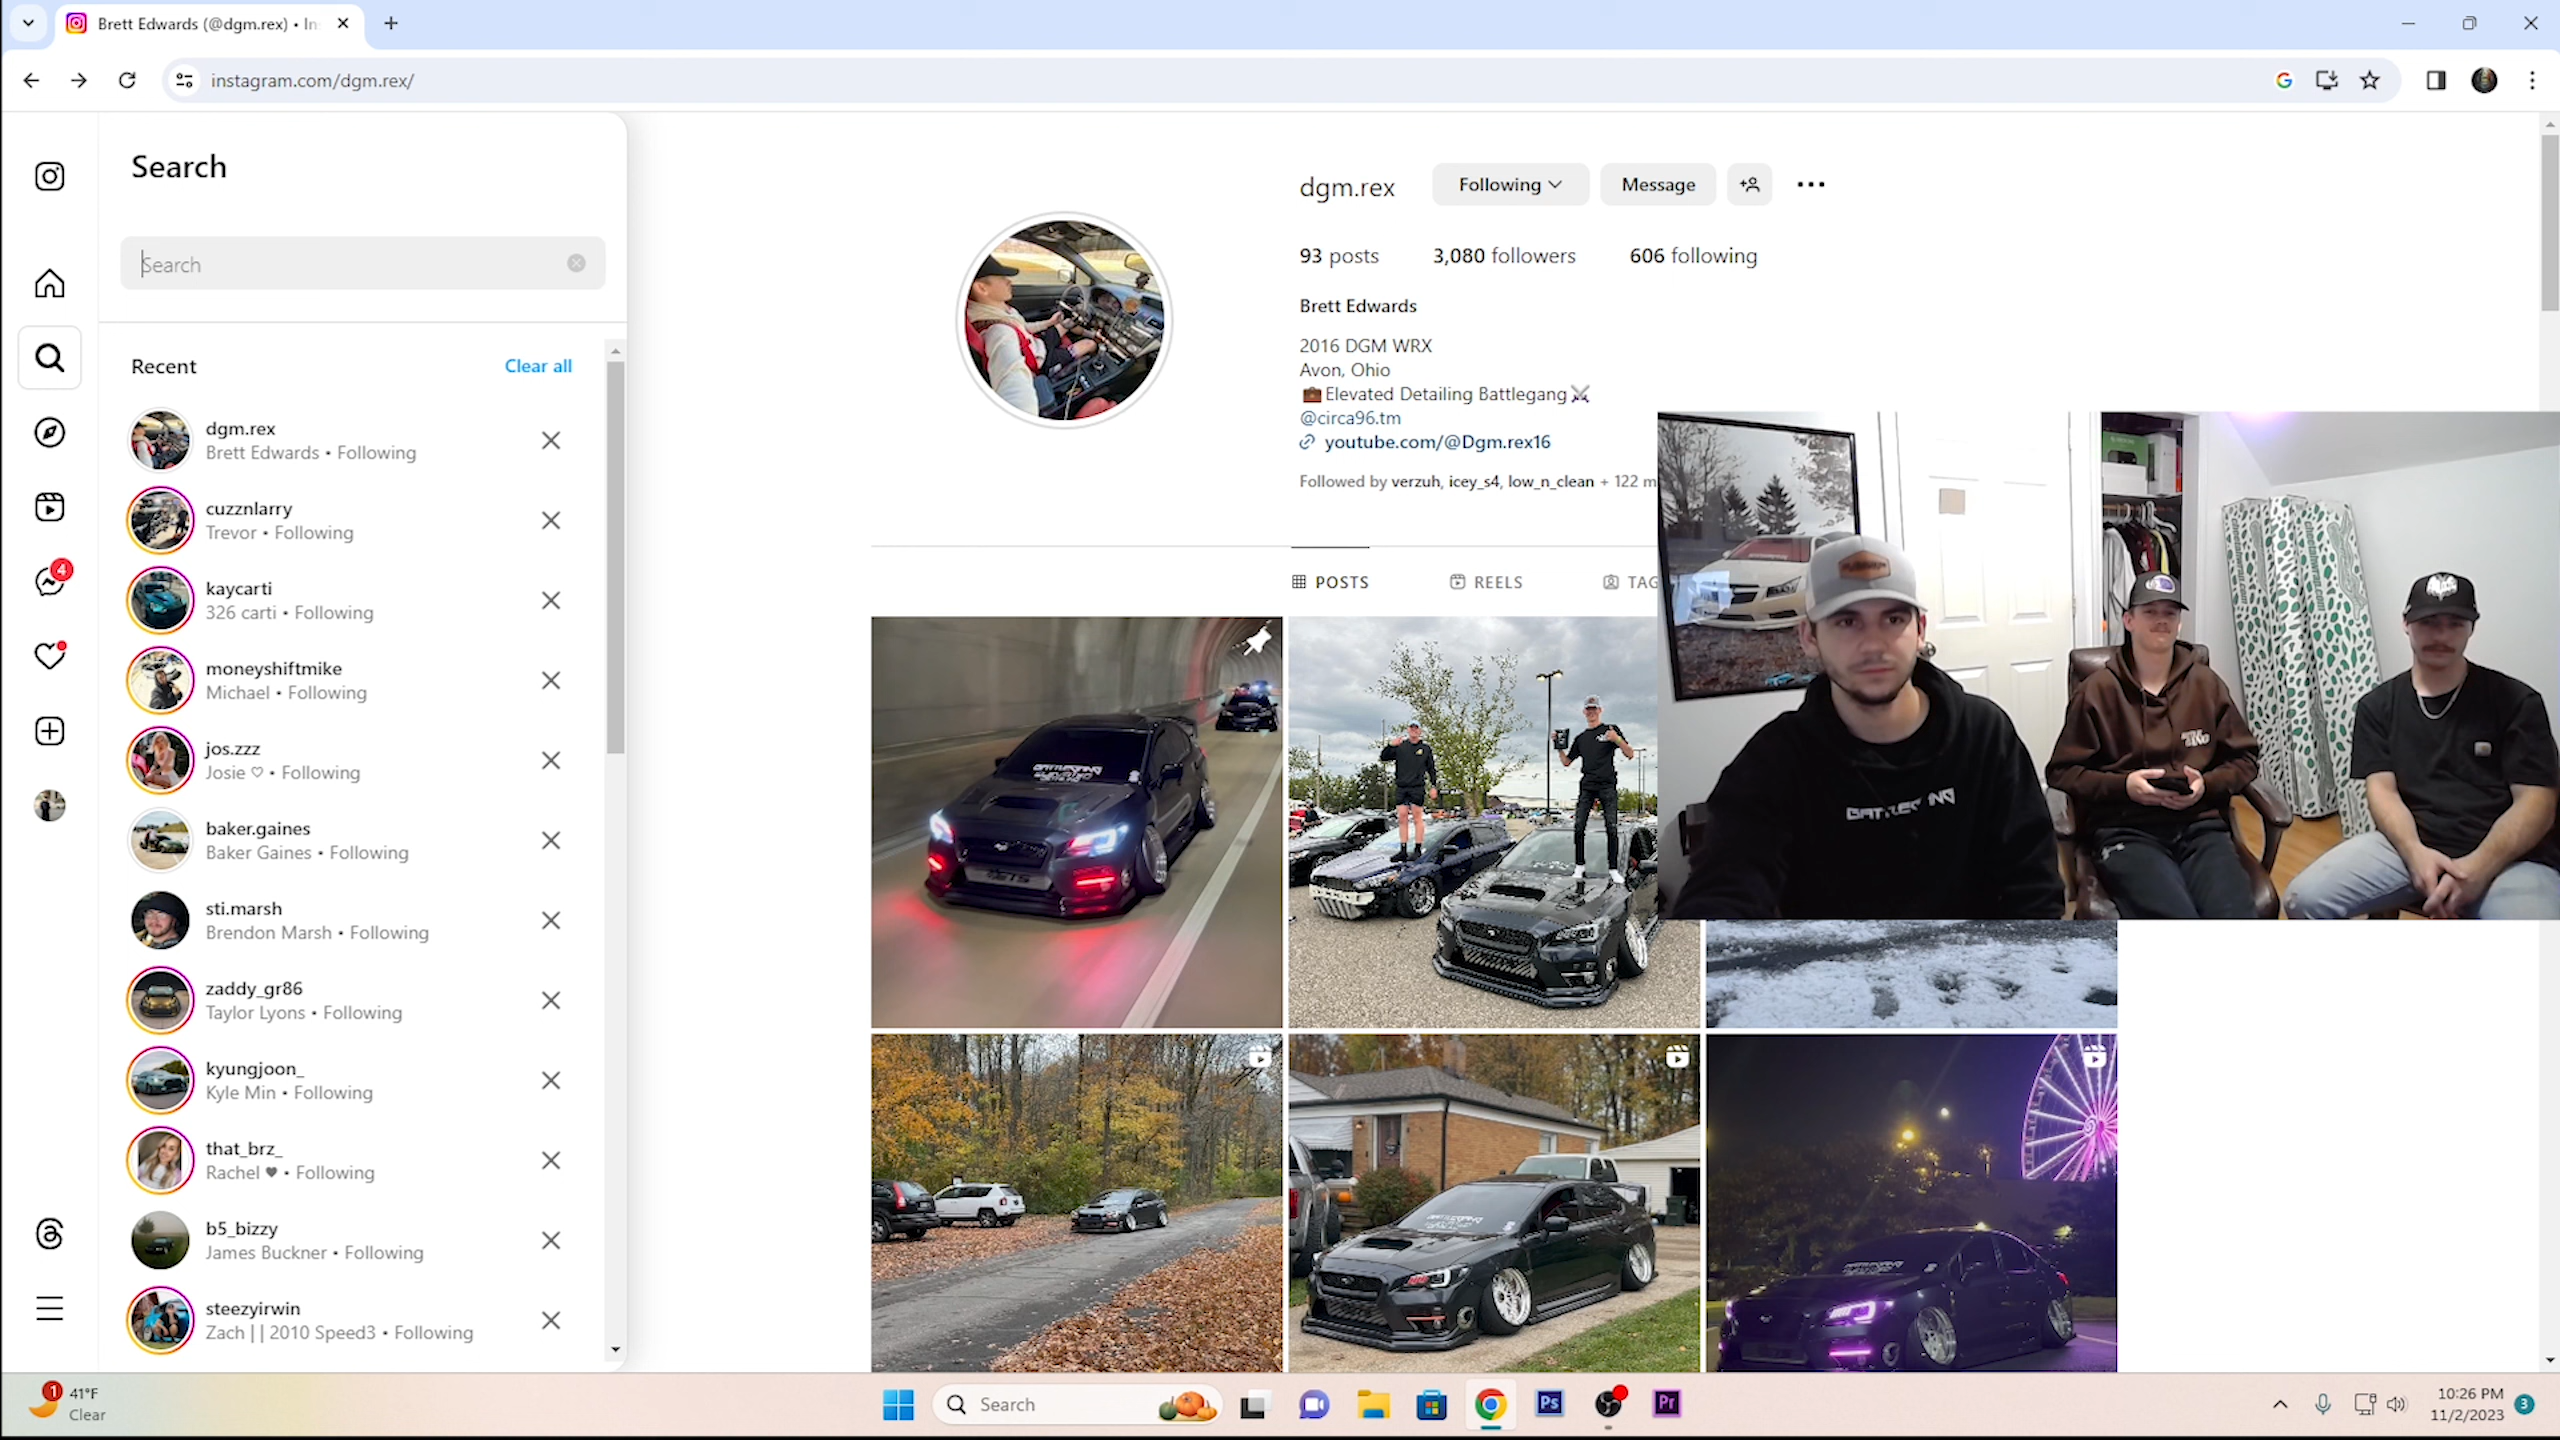 Brett Edwards (@dgm.rex) • In
instagram.com/dgm.rex/
Search
Search
Recent
Clear all
dgm.rex
Brett Edwards • Following
cuzznlarry
Trevor • Following
kaycarti
326 carti • Following
moneyshiftmike
Michael • Following
jos.zzz
Josie ♡ • Following
baker.gaines
Baker Gaines • Following
sti.marsh
Brendon Marsh • Following
zaddy_gr86
Taylor Lyons • Following
kyungjoon_
Kyle Min • Following
that_brz_
Rachel ♥ • Following
b5_bizzy
James Buckner • Following
steezyirwin
Zach | | 2010 Speed3 • Following
4
dgm.rex
Following
Message
93 posts
3,080 followers
606 following
Brett Edwards
2016 DGM WRX
Avon, Ohio
💼Elevated Detailing Battlegang⚔
@circa96.tm
youtube.com/@Dgm.rex16
Followed by verzuh, icey_s4, low_n_clean + 122 m
POSTS
REELS
TAG
1
41°F
Clear
Search
Ps
Pr
10:26 PM
11/2/2023
3